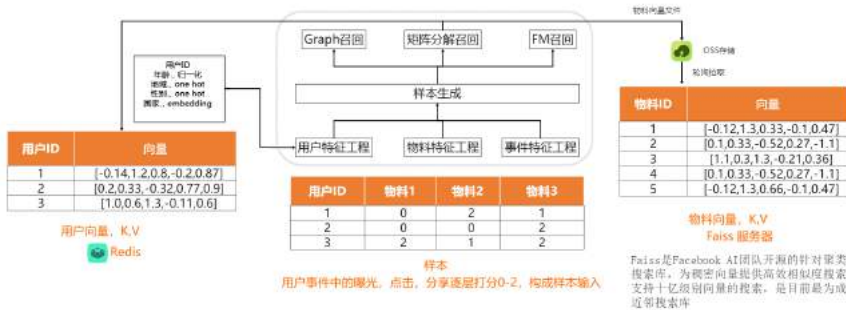 物料向量文件
Graph召回
矩阵分解召回
FM召回
OSS存储
轮询拉取
用户ID
年龄，归一化
地域，one hot
性别，one hot
国家，embedding
样本生成
用户特征工程
物料特征工程
事件特征工程
用户ID 向量
1 [-0.14,1.2,0.8,-0.2,0.87]
2 [0.2,0.33,-0.32,0.77,0.9]
3 [1.0,0.6,1.3,-0.11,0.6]
用户向量，K,V
Redis
用户ID 物料1 物料2 物料3
1 0 2 1
2 0 0 2
3 2 1 2
样本
用户事件中的曝光，点击，分享逐层打分0-2，构成样本输入
物料ID 向量
1 [-0.12,1.3,0.33,-0.1,0.47]
2 [0.1,0.33,-0.52,0.27,-1.1]
3 [1.1,0.3,1.3,-0.21,0.36]
4 [0.1,0.33,-0.52,0.27,-1.1]
5 [-0.12,1.3,0.66,-0.1,0.47]
物料向量，K,V
Faiss 服务器
Faiss是Facebook AI团队开源的针对聚类
搜索库，为稠密向量提供高效相似度搜索
支持十亿级别向量的搜索，是目前最为成
近邻搜索库